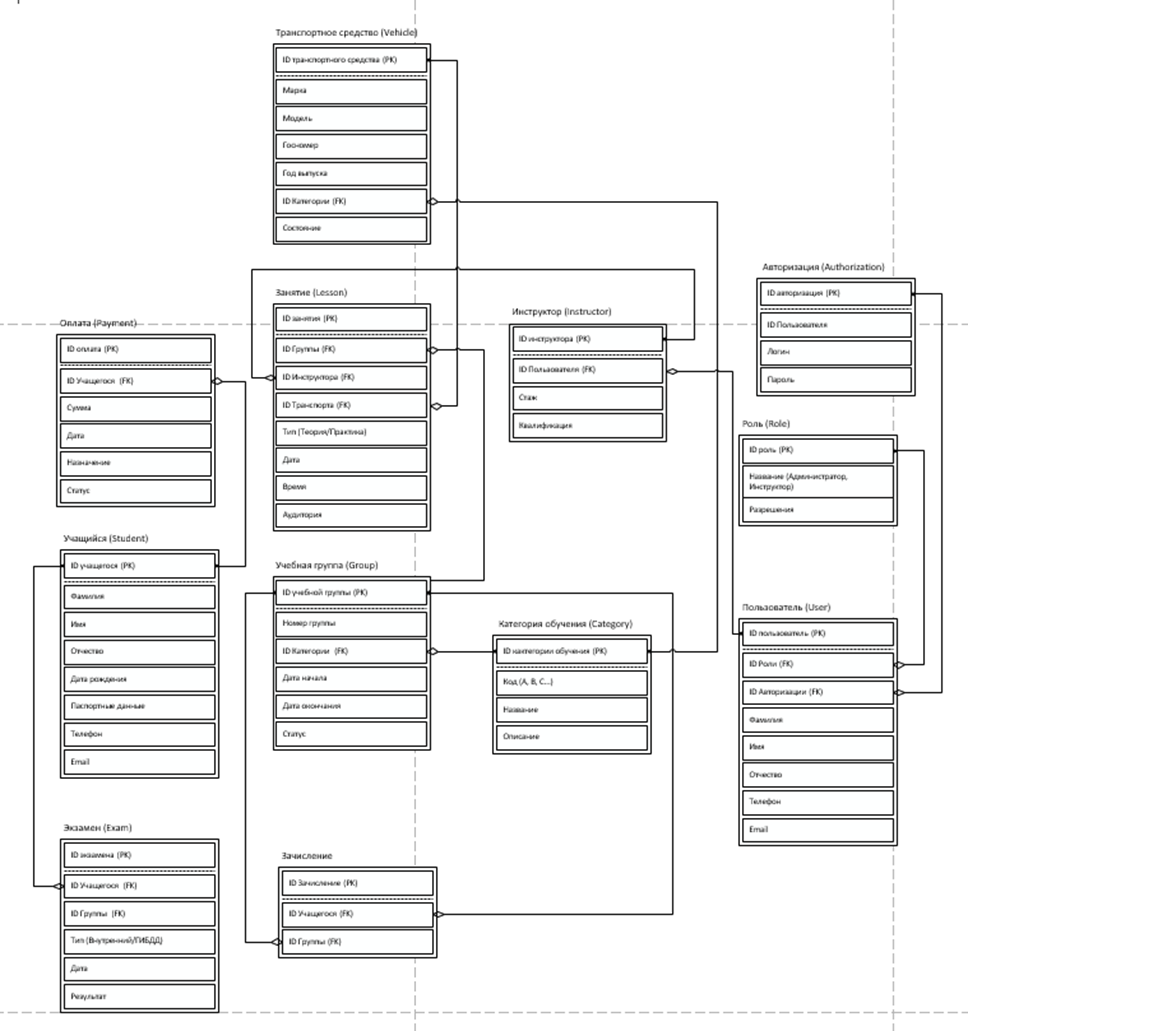 Транспортное средство (Vehicle)
ID транспортного средства (PK)
Марка
Модель
Госномер
Год выпуска
ID Категории (FK)
Состояние
Занятие (Lesson)
ID занятия (PK)
ID Группы (FK)
ID Инструктора (FK)
ID Транспорта (FK)
Тип (Теория/Практика)
Дата
Время
Аудитория
Инструктор (Instructor)
ID инструктора (PK)
ID Пользователя (FK)
Стаж
Квалификация
Авторизация (Authorization)
ID авторизация (PK)
ID Пользователя
Логин
Пароль
Оплата (Payment)
ID оплата (PK)
ID Учащегося (FK)
Сумма
Дата
Назначение
Статус
Роль (Role)
ID роль (PK)
Название (Администратор,
Инструктор)
Разрешения
Учащийся (Student)
ID учащегося (PK)
Фамилия
Имя
Отчество
Дата рождения
Паспортные данные
Телефон
Email
Учебная группа (Group)
ID учебной группы (PK)
Номер группы
ID Категории (FK)
Дата начала
Дата окончания
Статус
Категория обучения (Category)
ID кантегории обучения (PK)
Код (A, B, C...)
Название
Описание
Пользователь (User)
ID пользователь (PK)
ID Роли (FK)
ID Авторизации (FK)
Фамилия
Имя
Отчество
Телефон
Email
Экзамен (Exam)
ID экзамена (PK)
ID Учащегося (FK)
ID Группы (FK)
Тип (Внутренний/ГИБДД)
Дата
Результат
Зачисление
ID Зачисление (PK)
ID Учащегося (FK)
ID Группы (FK)